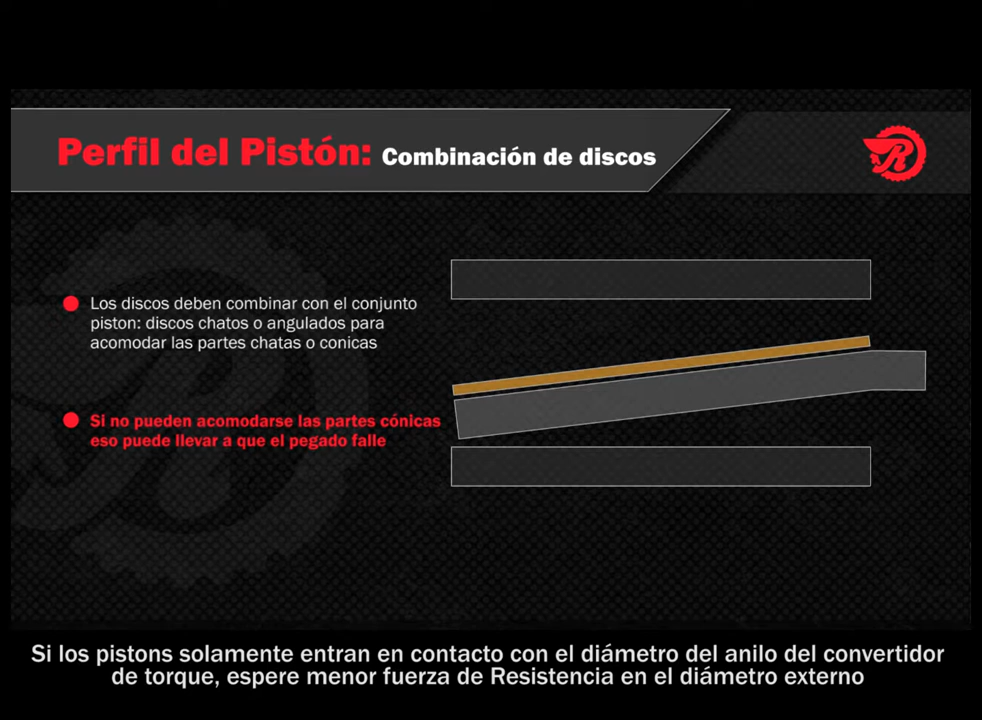 Perfil del Pistón: Combinación de discos
R
Los discos deben combinar con el conjunto
piston: discos chatos o angulados para
acomodar las partes chatas o conicas
Si no pueden acomodarse las partes cónicas
eso puede llevar a que el pegado falle
Si los pistons solamente entran en contacto con el diámetro del anilo del convertidor
de torque, espere menor fuerza de Resistencia en el diámetro externo